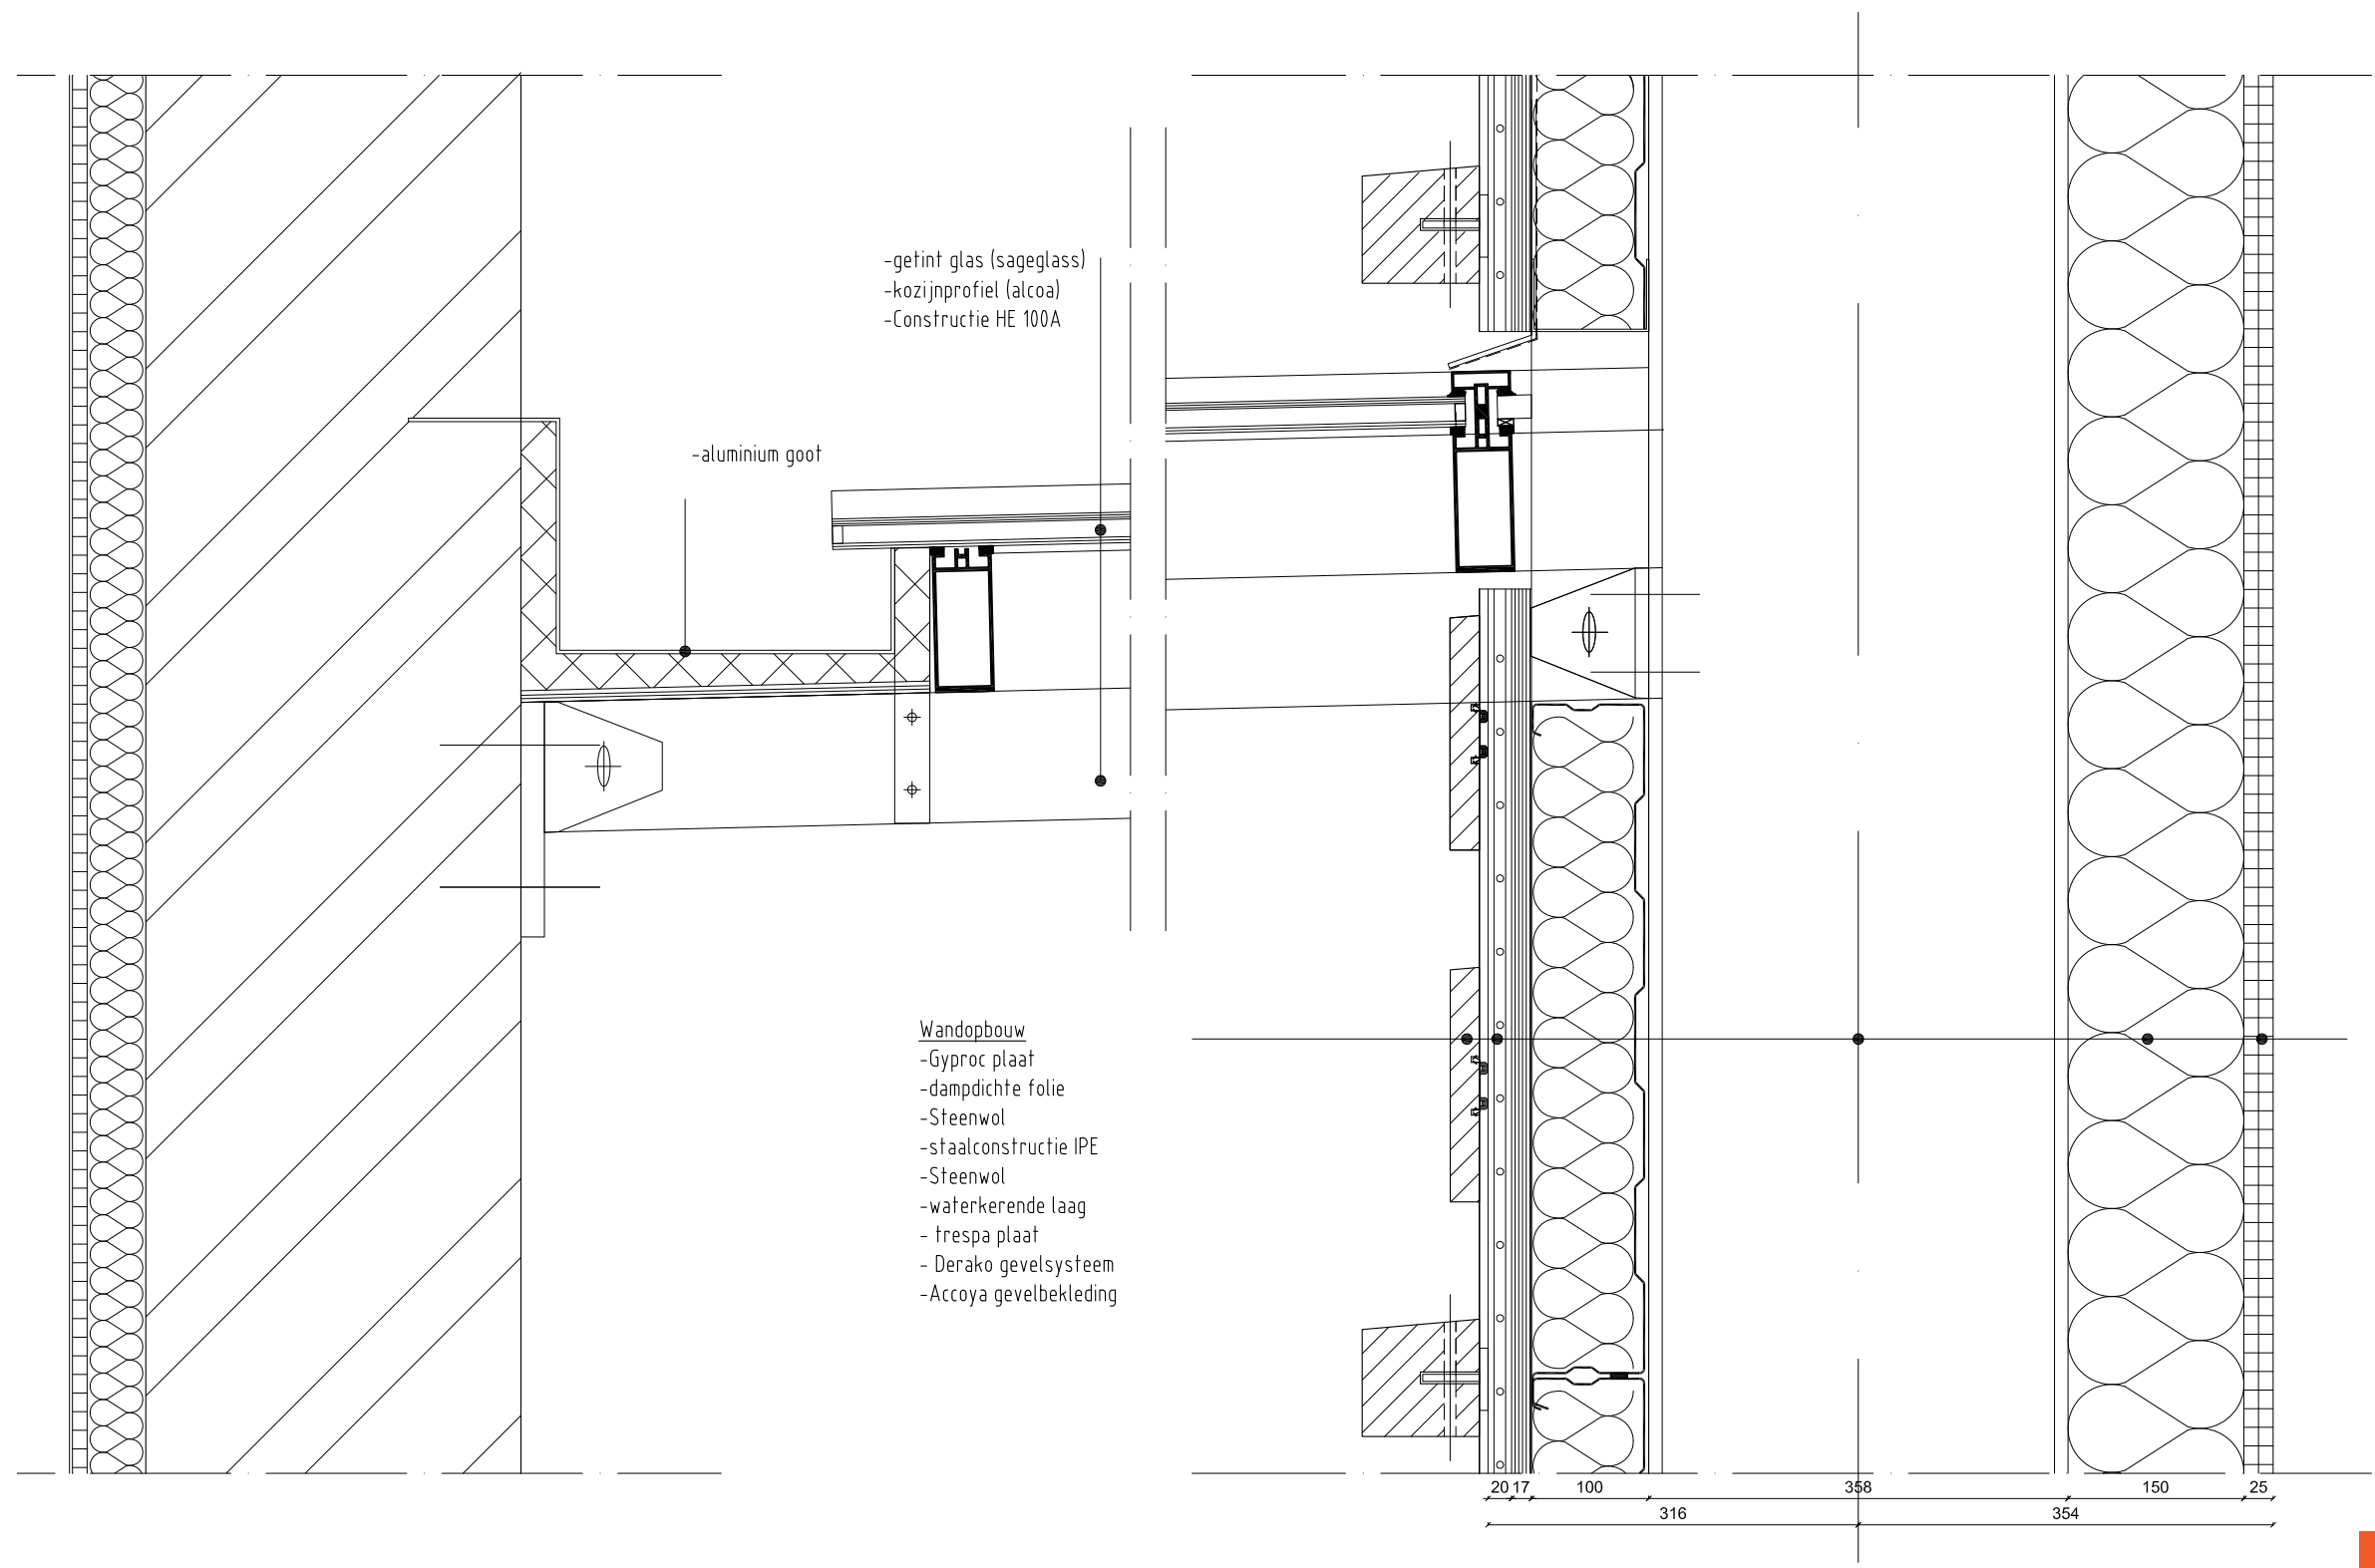 -getint glas (sageglass)
-kozijnprofiel (alcoa)
-Constructie HE 100A
-aluminium goot
Wandopbouw
-Gyproc plaat
-dampdichte folie
-Steenwol
-staalconstructie IPE
-Steenwol
-waterkerende laag
- trespa plaat
- Derako gevelsysteem
-Accoya gevelbekleding
20 17 100 358 150 25
316 354